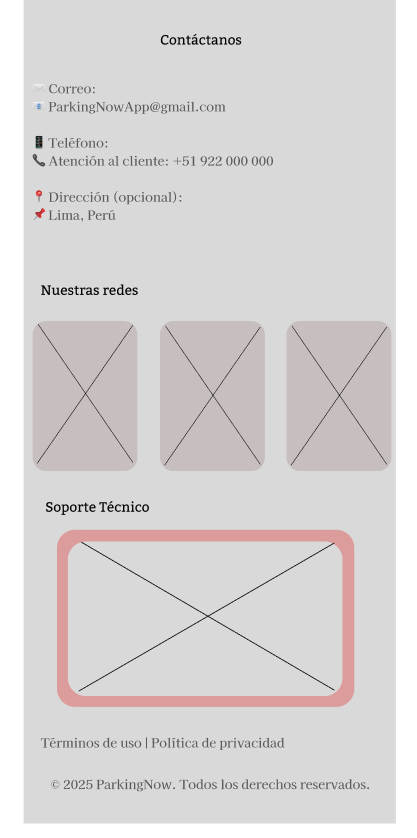 Contáctanos
✉️ Correo:
📧 ParkingNowApp@gmail.com
📱 Teléfono:
📞 Atención al cliente: +51 922 000 000
📍 Dirección (opcional):
📌 Lima, Perú
Nuestras redes
Soporte Técnico
Términos de uso | Política de privacidad
© 2025 ParkingNow. Todos los derechos reservados.